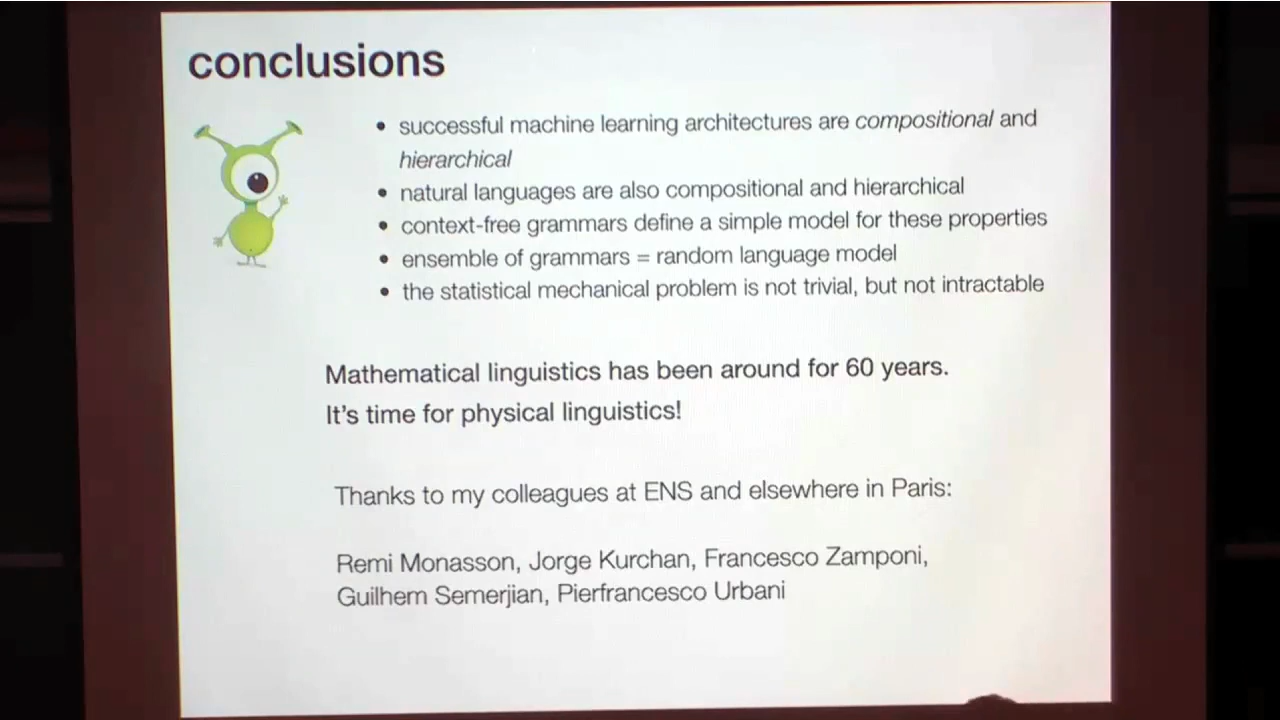 conclusions
• successful machine learning architectures are compositional and
hierarchical
• natural languages are also compositional and hierarchical
• context-free grammars define a simple model for these properties
• ensemble of grammars = random language model
• the statistical mechanical problem is not trivial, but not intractable
Mathematical linguistics has been around for 60 years.
It's time for physical linguistics!
Thanks to my colleagues at ENS and elsewhere in Paris:
Remi Monasson, Jorge Kurchan, Francesco Zamponi,
Guilhem Semerjian, Pierfrancesco Urbani